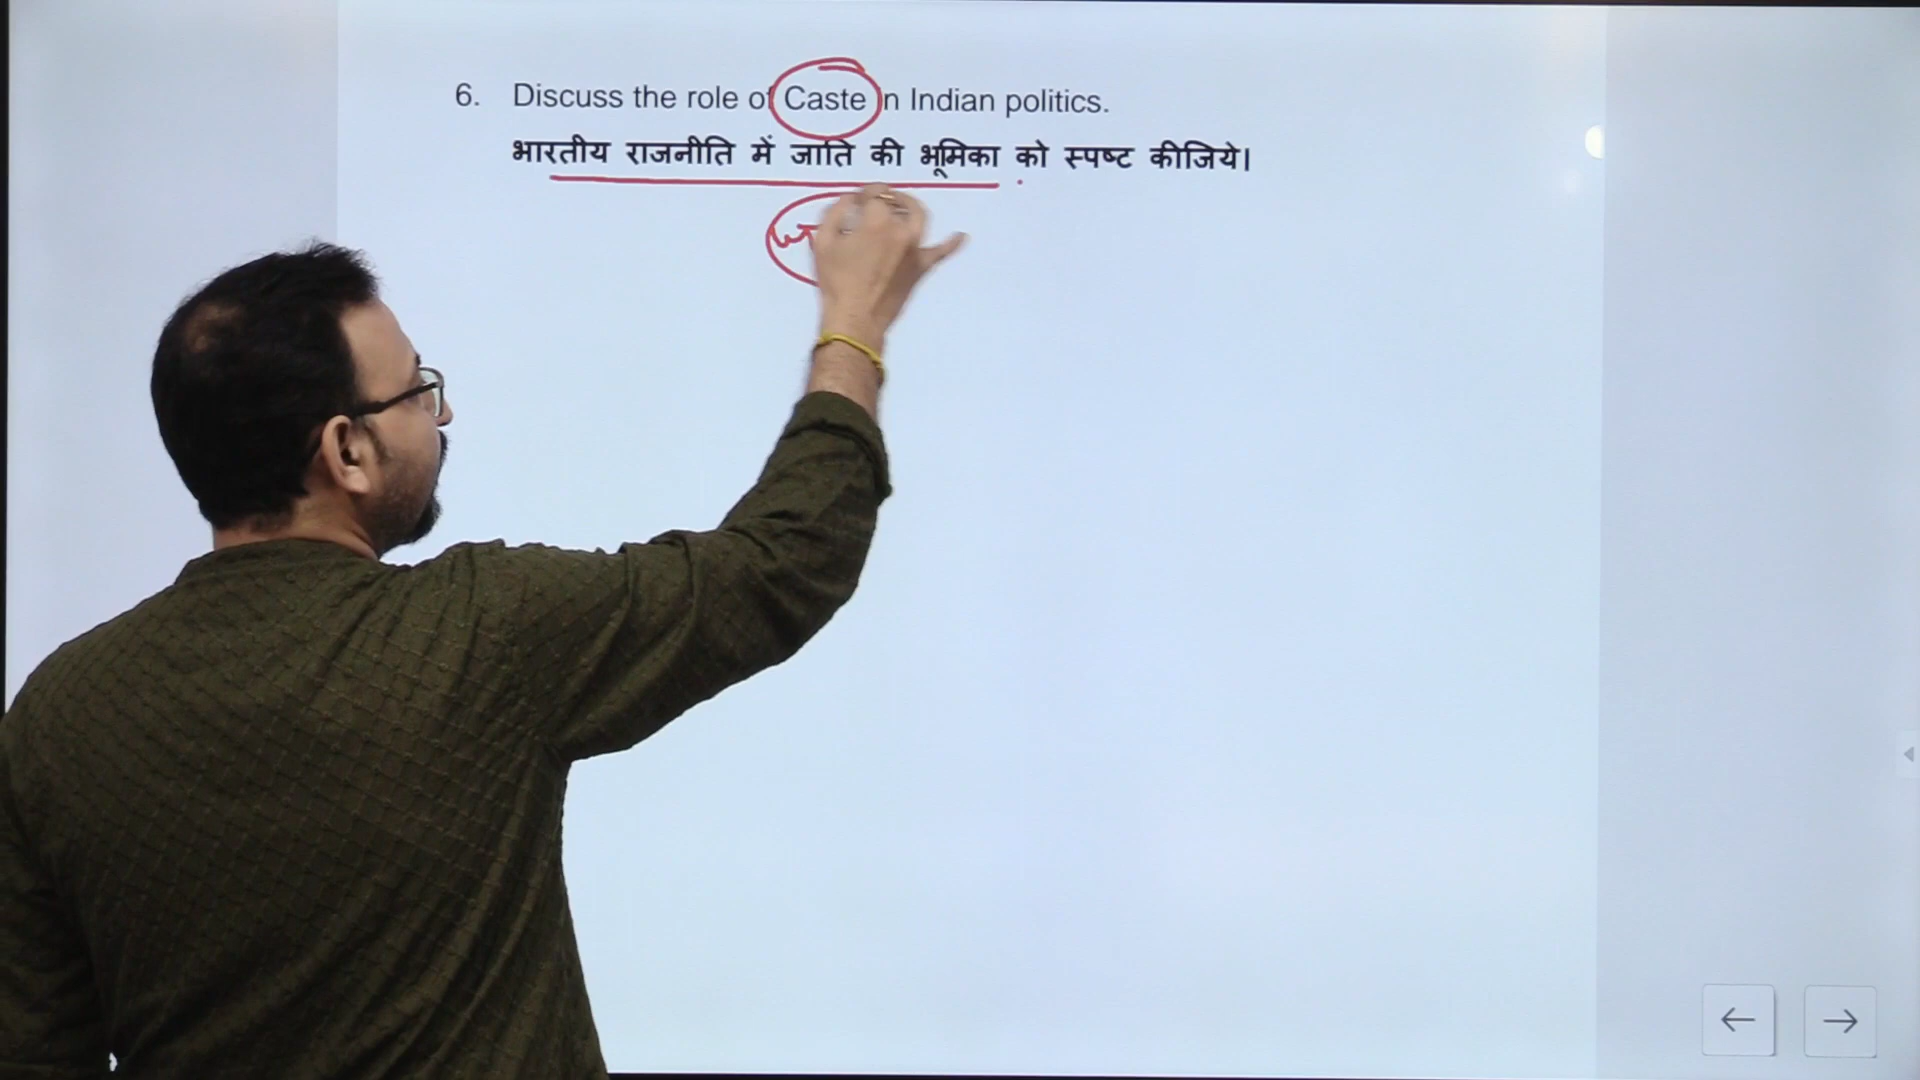 6. Discuss the role of Caste in Indian politics.
भारतीय राजनीति में जाति की भूमिका को स्पष्ट कीजिये।